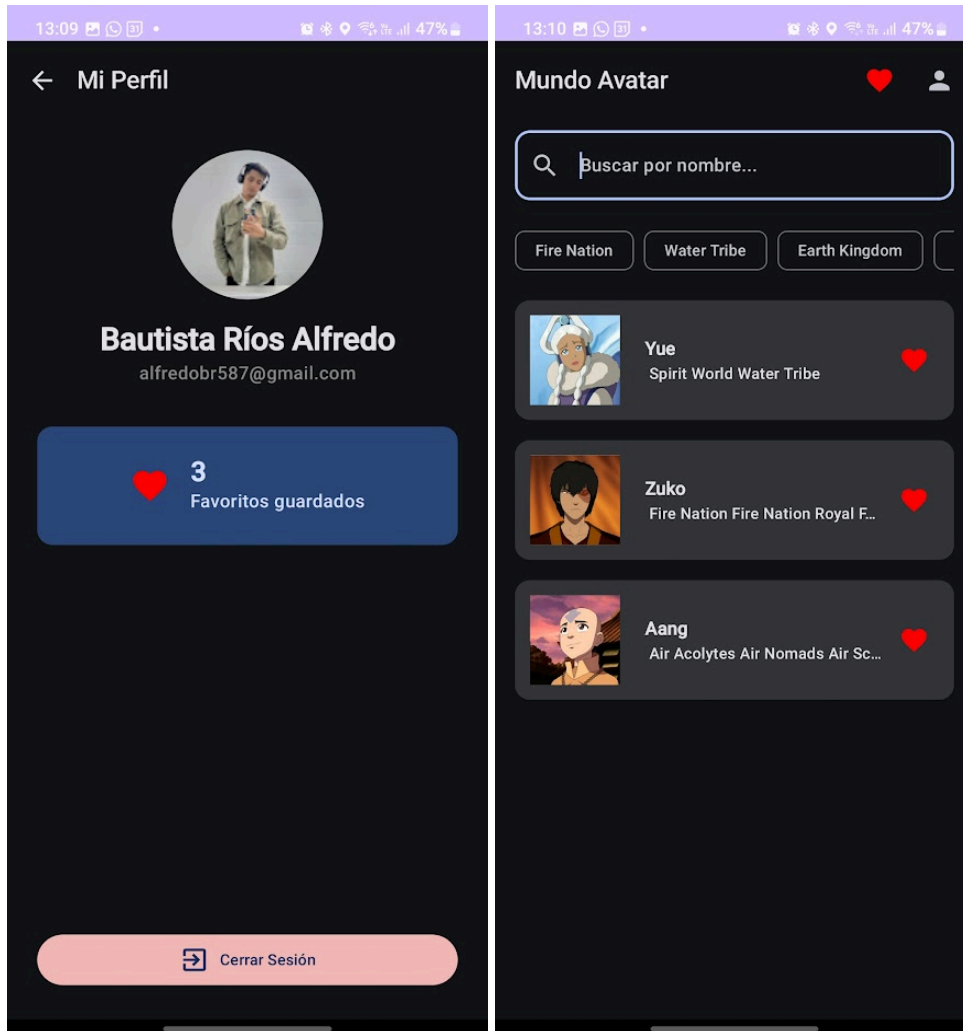 13:09
31
47%
Mi Perfil
Bautista Ríos Alfredo
alfredobr587@gmail.com
3
Favoritos guardados
Cerrar Sesión
13:10
31
47%
Mundo Avatar
Buscar por nombre...
Fire Nation
Water Tribe
Earth Kingdom
Yue
Spirit World Water Tribe
Zuko
Fire Nation Fire Nation Royal F...
Aang
Air Acolytes Air Nomads Air Sc...